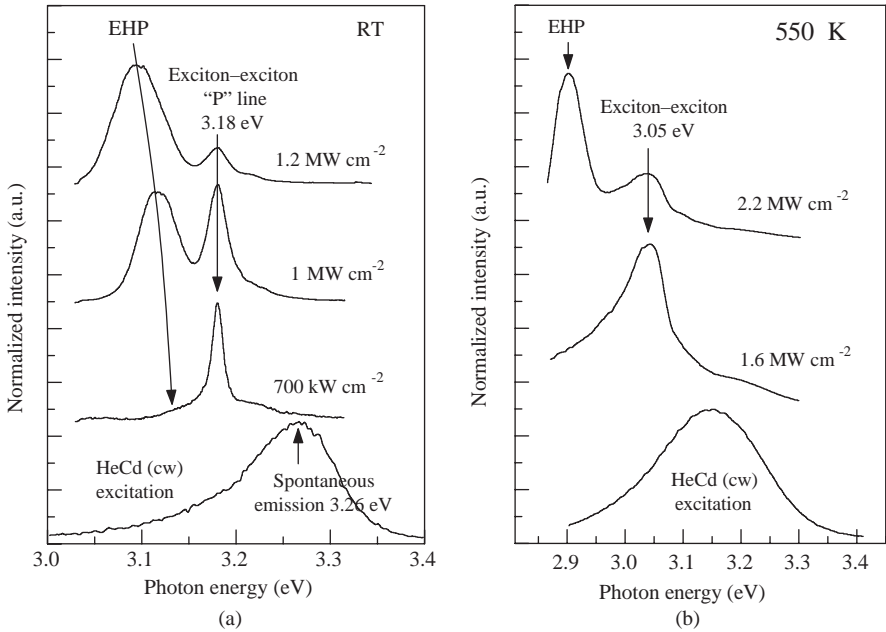 EHP
RT
Exciton–exciton
“P” line
3.18 eV
1.2 MW cm-2
1 MW cm-2
700 kW cm-2
HeCd (cw)
excitation
Spontaneous
emission 3.26 eV
Normalized intensity (a.u.)
3.0 3.1 3.2 3.3 3.4
Photon energy (eV)
(a)
EHP
550 K
Exciton–exciton
3.05 eV
2.2 MW cm-2
1.6 MW cm-2
HeCd (cw)
excitation
Normalized intensity (a.u.)
2.9 3.0 3.1 3.2 3.3 3.4
Photon energy (eV)
(b)